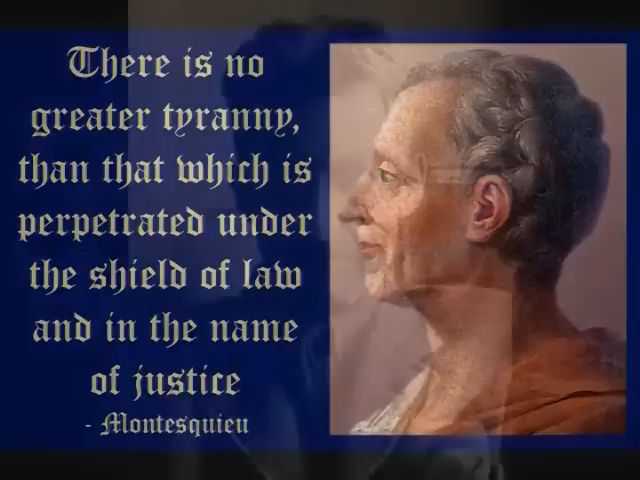 There is no
greater tyranny,
than that which is
perpetrated under
the shield of law
and in the name
of justice
- Montesquieu